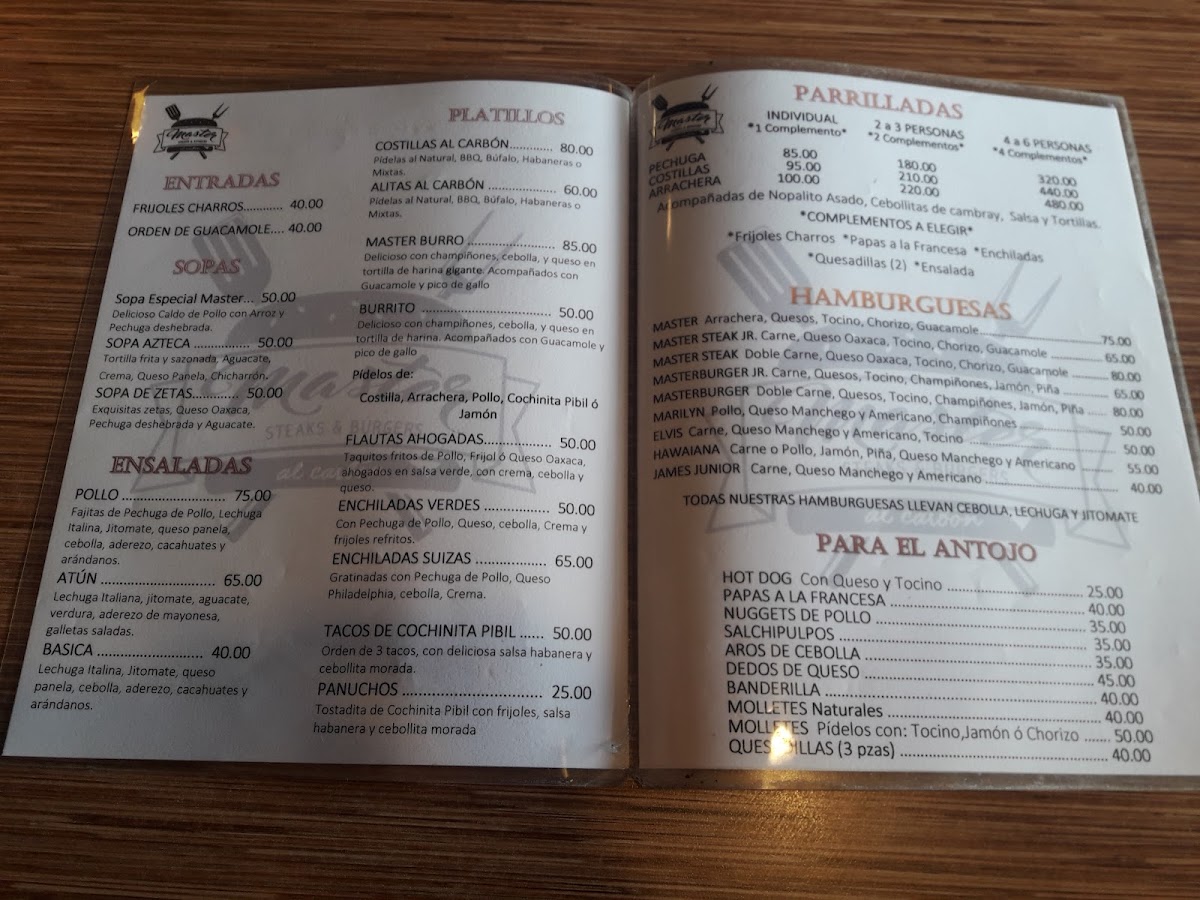 Master
ENTRADAS
FRIJOLES CHARROS........... 40.00
ORDEN DE GUACAMOLE.... 40.00
SOPAS
Sopa Especial Master... 50.00
Delicioso Caldo de Pollo con Arroz y
Pechuga deshebrada.
SOPA AZTECA .............. 50.00
Tortilla frita y sazonada, Aguacate,
Crema, Queso Panela, Chicharrón.
SOPA DE ZETAS........... 50.00
Exquisitas zetas, Queso Oaxaca,
Pechuga deshebrada y Aguacate.
ENSALADAS
POLLO ....................... 75.00
Fajitas de Pechuga de Pollo, Lechuga
Italina, Jitomate, queso panela,
cebolla, aderezo, cacahuates y
arándanos.
ATÚN ........................ 65.00
Lechuga Italiana, jitomate, aguacate,
verdura, aderezo de mayonesa,
galletas saladas.
BASICA ...................... 40.00
Lechuga Italina, Jitomate, queso
panela, cebolla, aderezo, cacahuates y
arándanos.
PLATILLOS
COSTILLAS AL CARBÓN........... 80.00
Pídelas al Natural, BBQ, Búfalo, Habaneras o
Mixtas.
ALITAS AL CARBÓN ................. 60.00
Pídelas al Natural, BBQ, Búfalo, Habaneras o
Mixtas.
MASTER BURRO ...................... 85.00
Delicioso con champiñones, cebolla, y queso en
tortilla de harina gigante. Acompañados con
Guacamole y pico de gallo
BURRITO .................................. 50.00
Delicioso con champiñones, cebolla, y queso en
tortilla de harina. Acompañados con Guacamole y
pico de gallo
Pídelos de:
Costilla, Arrachera, Pollo, Cochinita Pibil ó
Jamón
FLAUTAS AHOGADAS................. 50.00
Taquitos fritos de Pollo, Frijol ó Queso Oaxaca,
ahogados en salsa verde, con crema, cebolla y
queso.
ENCHILADAS VERDES ................ 50.00
Con Pechuga de Pollo, Queso, cebolla, Crema y
frijoles refritos.
ENCHILADAS SUIZAS ................. 65.00
Gratinadas con Pechuga de Pollo, Queso
Philadelphia, cebolla, Crema.
TACOS DE COCHINITA PIBIL ...... 50.00
Orden de 3 tacos, con deliciosa salsa habanera y
cebollita morada.
PANUCHOS ................................. 25.00
Tostadita de Cochinita Pibil con frijoles, salsa
habanera y cebollita morada
Master
STEAKS & BURGERS
al carbón
Master
PARRILLADAS
INDIVIDUAL 2 a 3 PERSONAS 4 a 6 PERSONAS
*1 Complemento* *2 Complementos* *4 Complementos*
PECHUGA 85.00 180.00 320.00
COSTILLAS 95.00 210.00 440.00
ARRACHERA 100.00 220.00 480.00
Acompañadas de Nopalito Asado, Cebollitas de cambray, Salsa y Tortillas.
*COMPLEMENTOS A ELEGIR*
*Frijoles Charros *Papas a la Francesa *Enchiladas
*Quesadillas (2) *Ensalada
HAMBURGUESAS
MASTER Arrachera, Quesos, Tocino, Chorizo, Guacamole 75.00
MASTER STEAK JR. Carne, Queso Oaxaca, Tocino, Chorizo, Guacamole 65.00
MASTER STEAK Doble Carne, Queso Oaxaca, Tocino, Chorizo, Guacamole 80.00
MASTERBURGER JR. Carne, Quesos, Tocino, Champiñones, Jamón, Piña 65.00
MASTERBURGER Doble Carne, Quesos, Tocino, Champiñones, Jamón, Piña 80.00
MARILYN Pollo, Queso Manchego y Americano, Champiñones 50.00
ELVIS Carne, Queso Manchego y Americano, Tocino 50.00
HAWAIANA Carne o Pollo, Jamón, Piña, Queso Manchego y Americano 55.00
JAMES JUNIOR Carne, Queso Manchego y Americano 40.00
TODAS NUESTRAS HAMBURGUESAS LLEVAN CEBOLLA, LECHUGA Y JITOMATE
PARA EL ANTOJO
HOT DOG Con Queso y Tocino 25.00
PAPAS A LA FRANCESA 40.00
NUGGETS DE POLLO 35.00
SALCHIPULPOS 35.00
AROS DE CEBOLLA 35.00
DEDOS DE QUESO 45.00
BANDERILLA 40.00
MOLLETES Naturales 40.00
MOLLETES Pídelos con: Tocino,Jamón ó Chorizo ...... 50.00
QUESADILLAS (3 pzas) 40.00